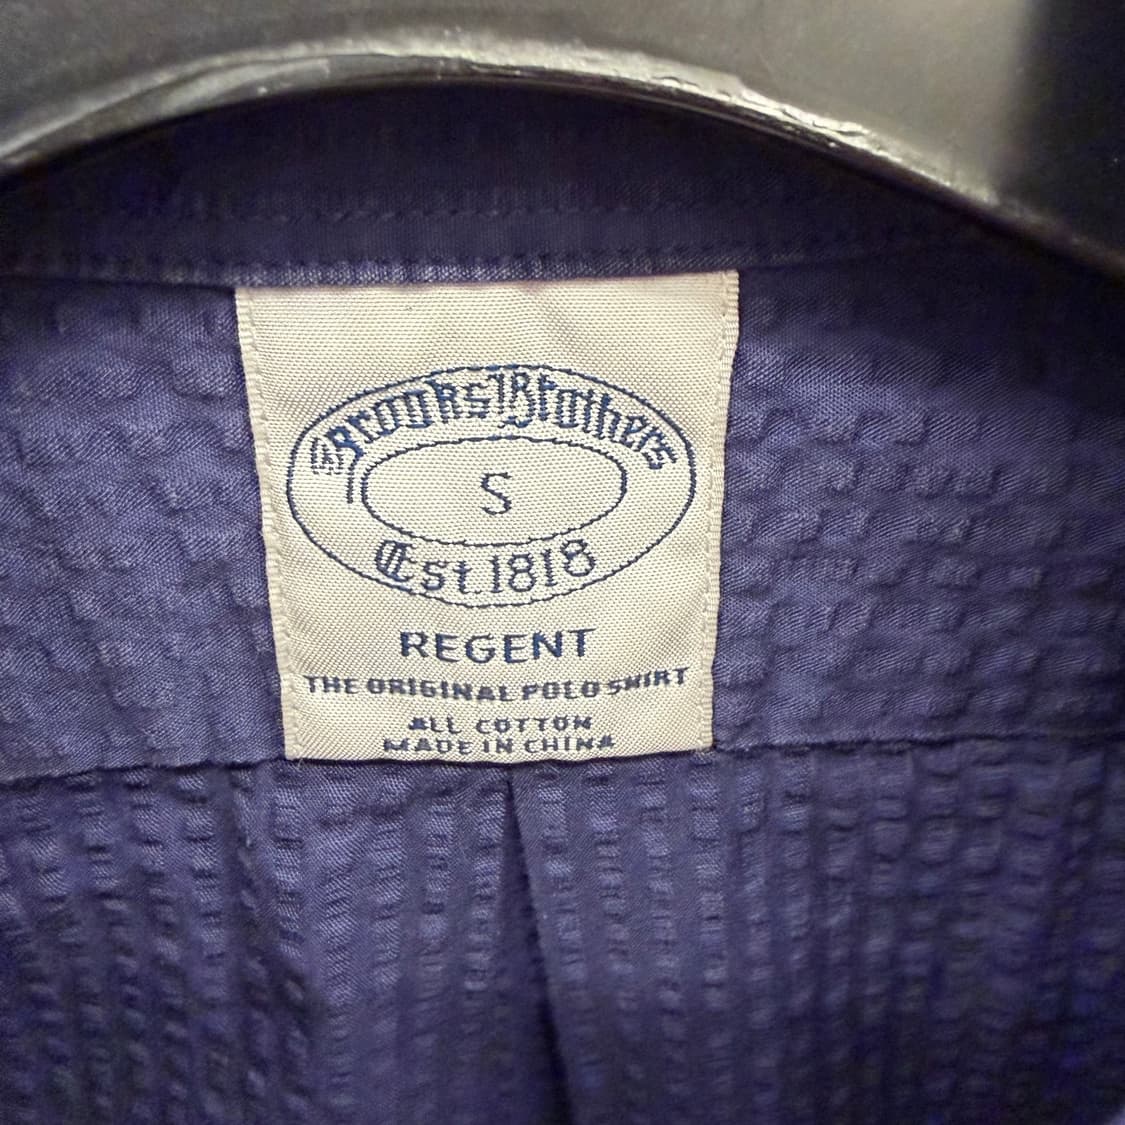 Brooks Brothers
S
Est. 1818
REGENT
THE ORIGINAL POLO SHIRT
ALL COTTON
MADE IN CHINA